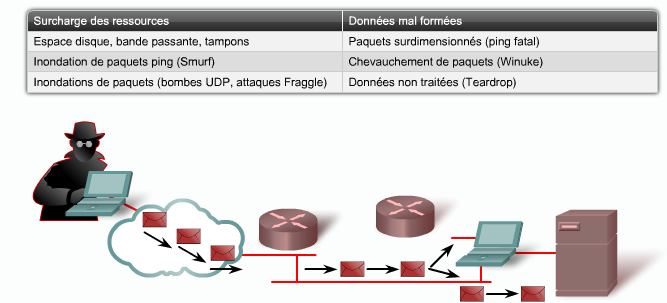 Surcharge des ressources
Données mal formées
Espace disque, bande passante, tampons
Paquets surdimensionnés (ping fatal)
Inondation de paquets ping (Smurf)
Chevauchement de paquets (Winuke)
Inondations de paquets (bombes UDP, attaques Fraggle)
Données non traitées (Teardrop)